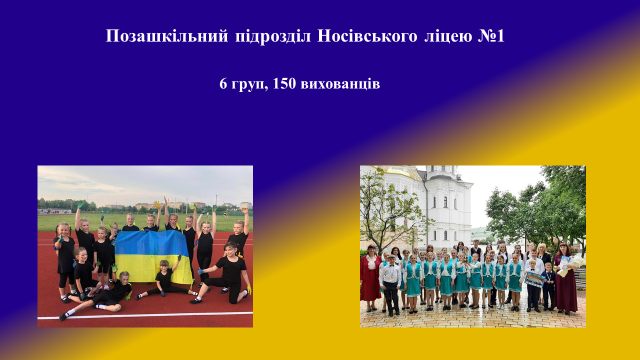 Позашкільний підрозділ Носівського ліцею №1
6 груп, 150 вихованців